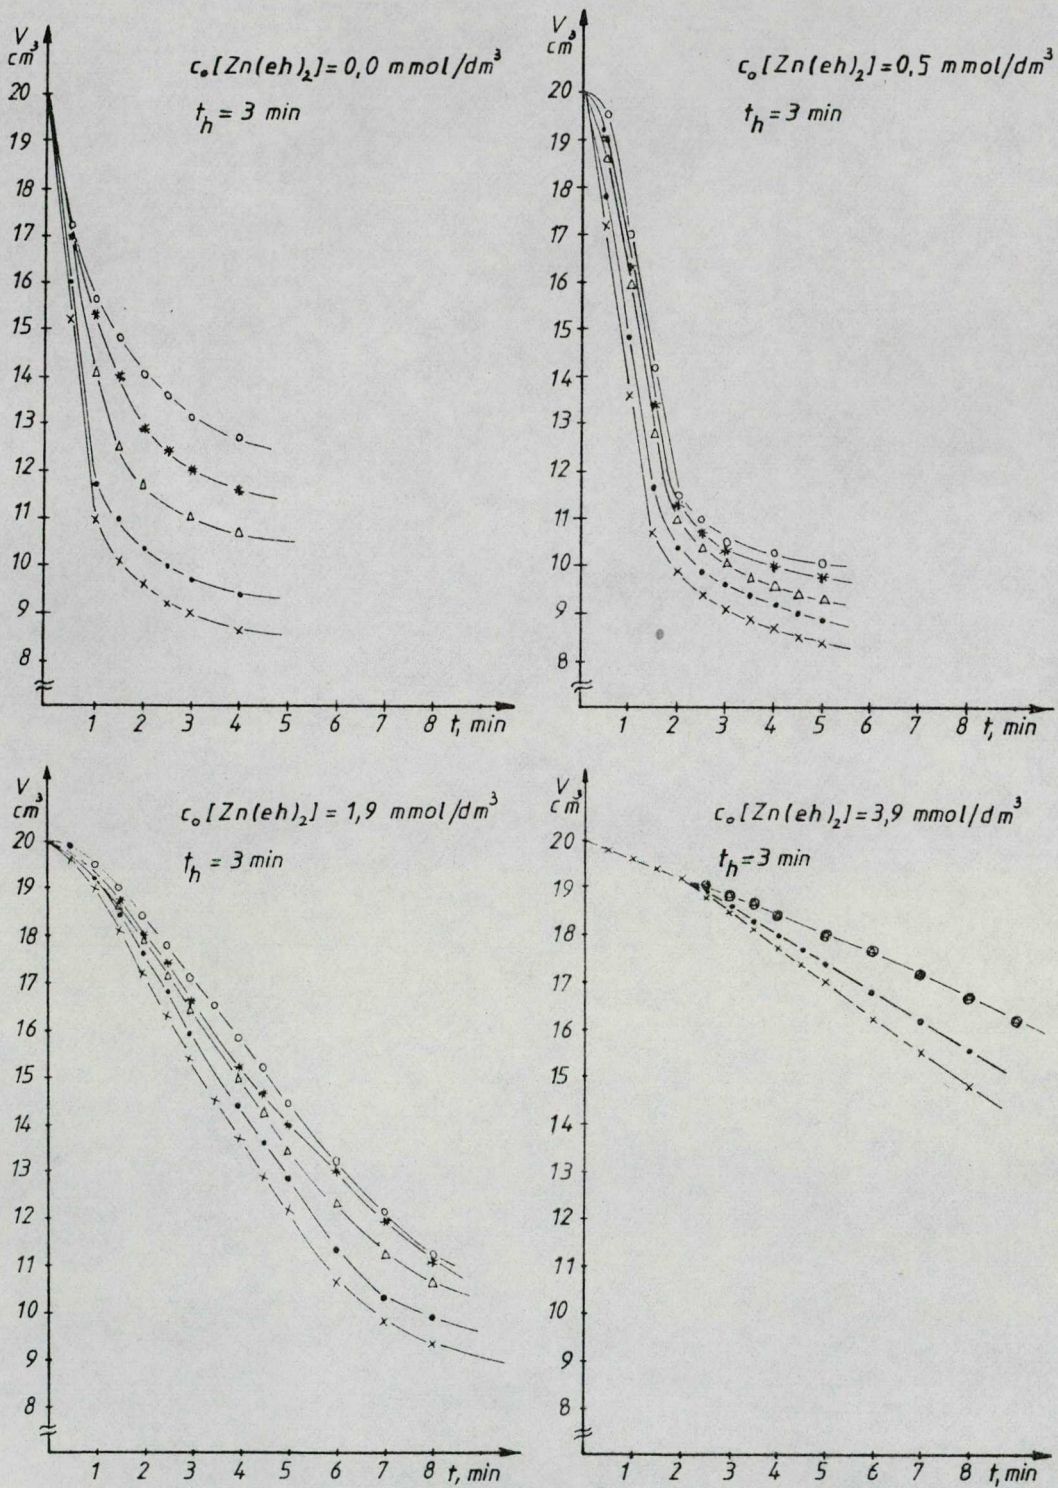 V
cm³
c₀ [Zn(eh)₂] = 0,0 mmol/dm³
t_h = 3 min
20
19
18
17
16
15
14
13
12
11
10
9
8
1 2 3 4 5 6 7 8 t, min
V
cm³
c₀ [Zn(eh)₂] = 0,5 mmol/dm³
t_h = 3 min
20
19
18
17
16
15
14
13
12
11
10
9
8
1 2 3 4 5 6 7 8 t, min
V
cm³
c₀ [Zn(eh)₂] = 1,9 mmol/dm³
t_h = 3 min
20
19
18
17
16
15
14
13
12
11
10
9
8
1 2 3 4 5 6 7 8 t, min
V
cm³
c₀ [Zn(eh)₂] = 3,9 mmol/dm³
t_h = 3 min
20
19
18
17
16
15
14
13
12
11
10
9
8
1 2 3 4 5 6 7 8 t, min